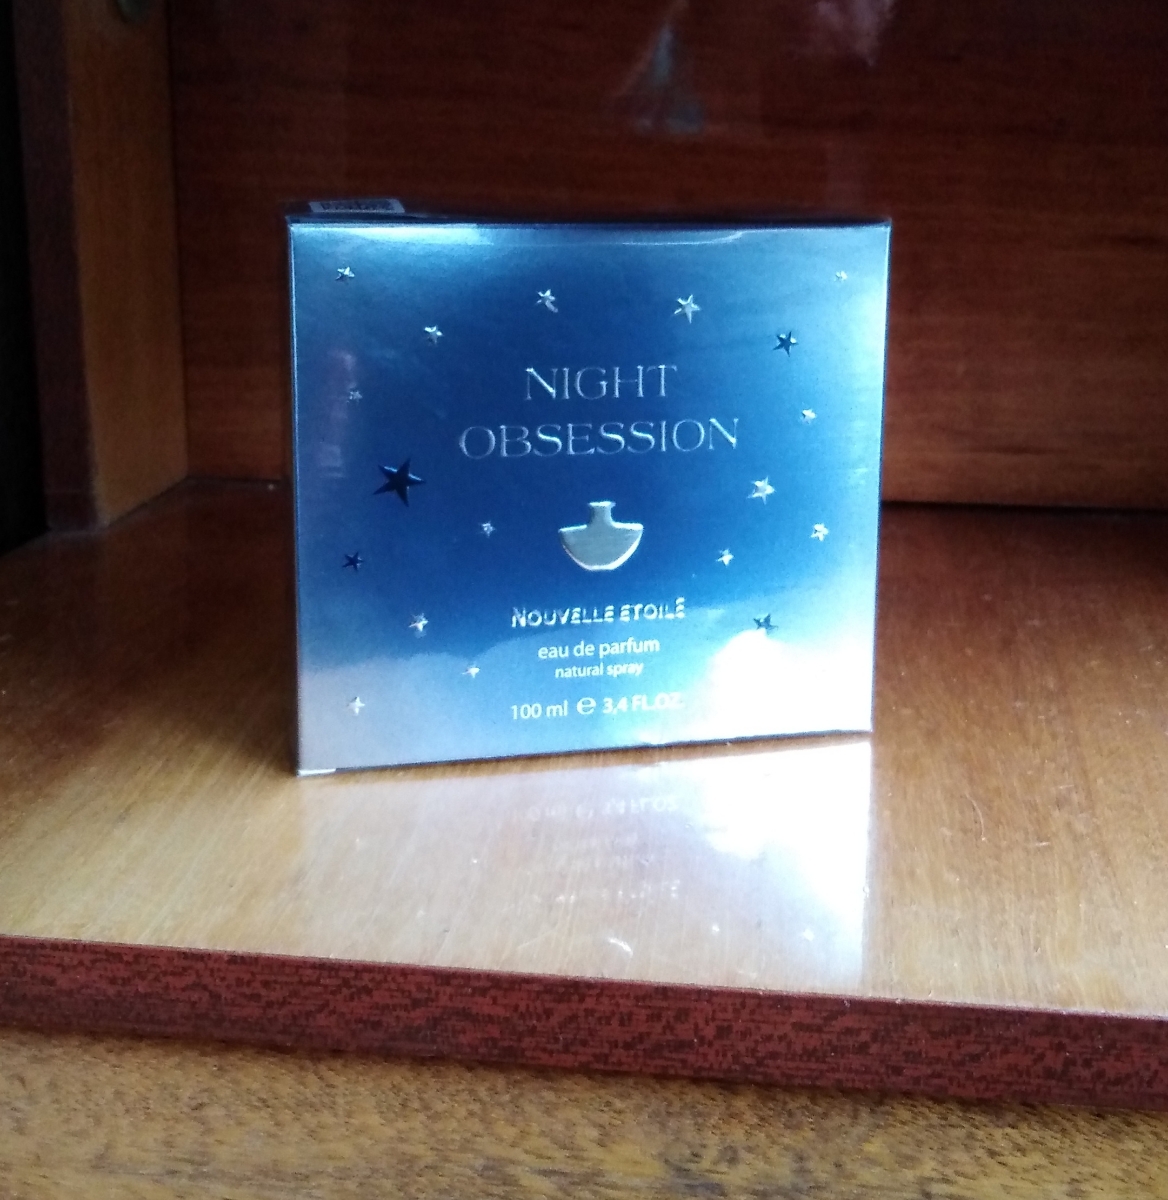 NIGHT
OBSESSION
NOUVELLE ETOILE
eau de parfum
natural spray
100 ml ℮ 3,4 FL.OZ.